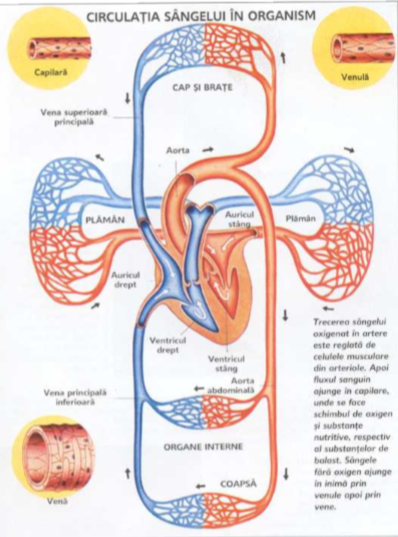 CIRCULAȚIA SÂNGELUI ÎN ORGANISM
Capilară
Venulă
CAP ȘI BRAȚE
Vena superioară
principală
Aorta
PLĂMÂN
Auricul
stâng
Plămân
Auricul
drept
Ventricul
drept
Ventricul
stâng
Aorta
abdominală
Vena principală
inferioară
ORGANE INTERNE
COAPSĂ
Venă
Trecerea sângelui
oxigenat în artere
este reglată de
celulele musculare
din arteriole. Apoi
fluxul sanguin
ajunge în capilare,
unde se face
schimbul de oxigen
și substanțe
nutritive, respectiv
al substanțelor de
balast. Sângele
fără oxigen ajunge
în inimă prin
venule apoi prin
vene.